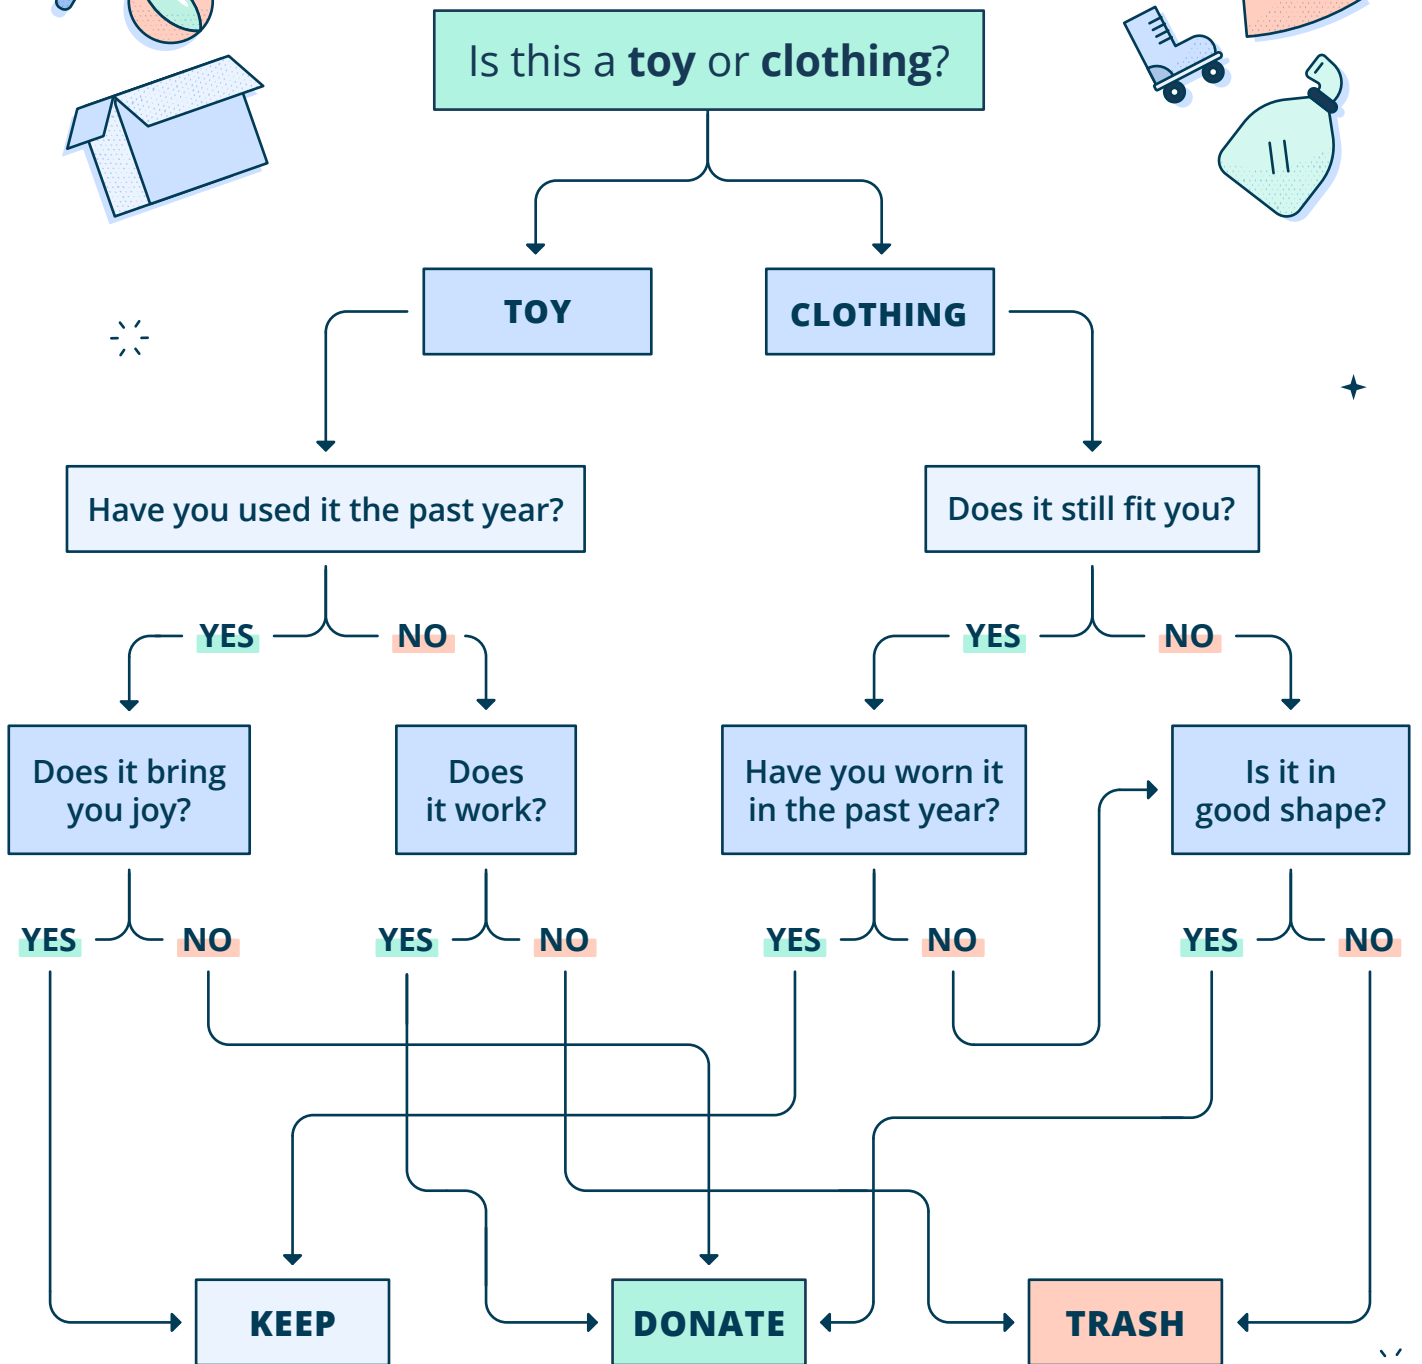 Is this a toy or clothing?
TOY
CLOTHING
Have you used it the past year?
Does it still fit you?
YES
NO
YES
NO
Does it bring
you joy?
Does
it work?
Have you worn it
in the past year?
Is it in
good shape?
YES
NO
YES
NO
YES
NO
YES
NO
KEEP
DONATE
TRASH